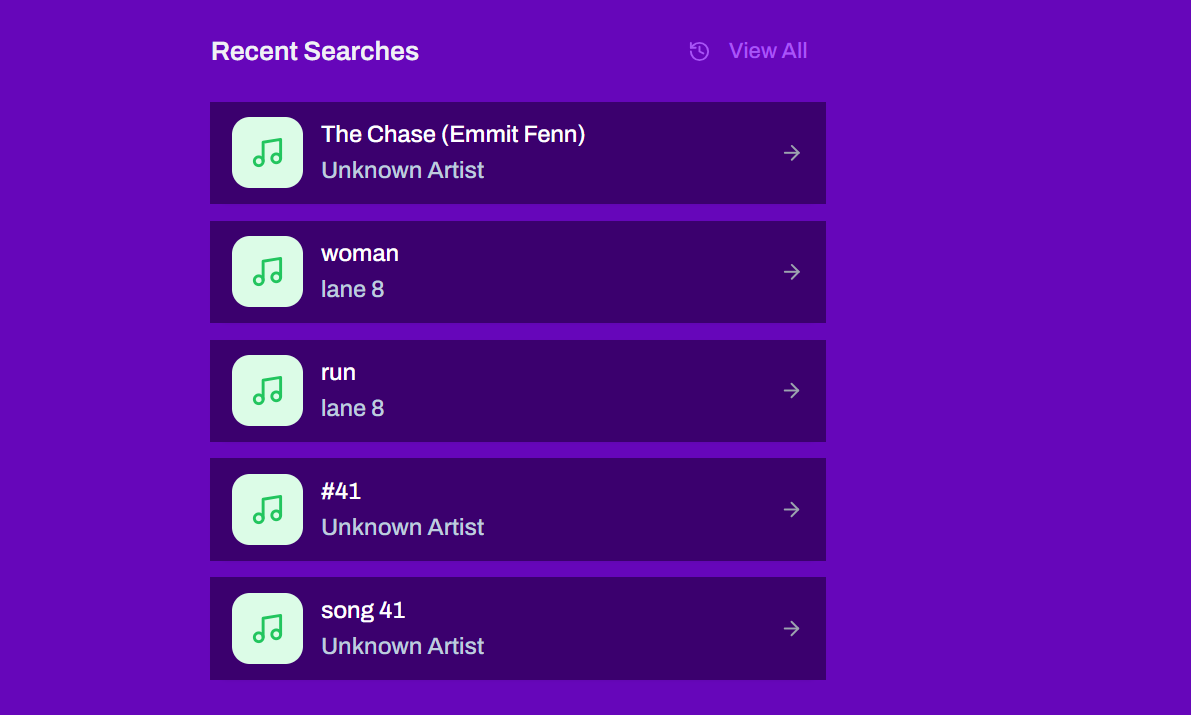 Recent Searches
View All
The Chase (Emmit Fenn)
Unknown Artist
woman
lane 8
run
lane 8
#41
Unknown Artist
song 41
Unknown Artist